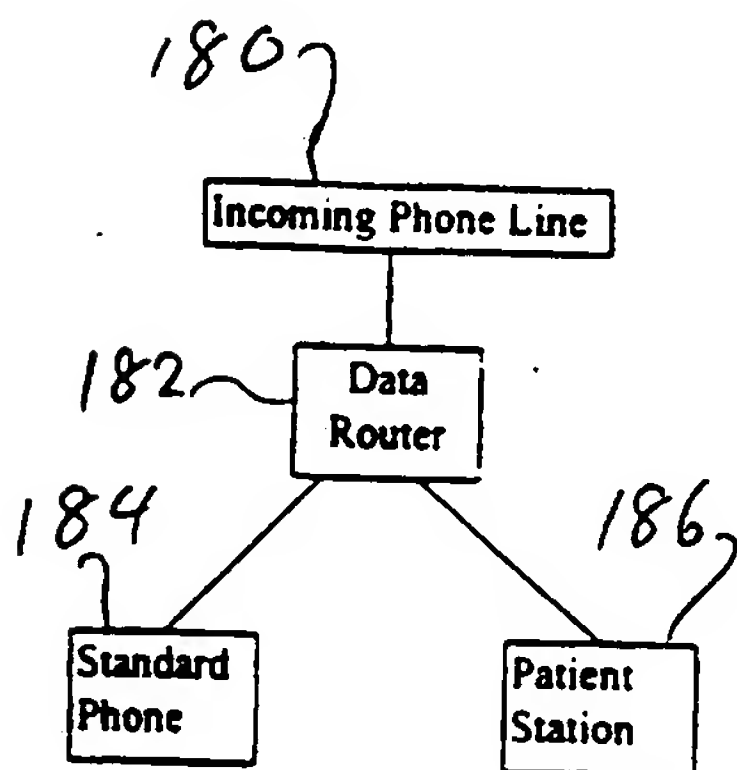 180
Incoming Phone Line
182
Data
Router
184
186
Standard
Phone
Patient
Station